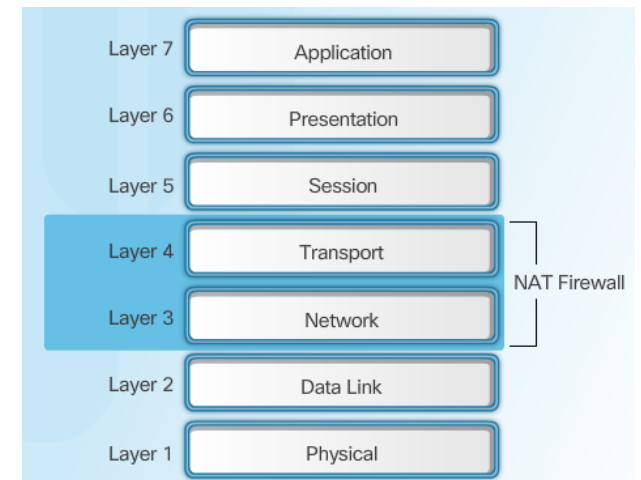 Layer 7 Application
Layer 6 Presentation
Layer 5 Session
Layer 4 Transport
NAT Firewall
Layer 3 Network
Layer 2 Data Link
Layer 1 Physical